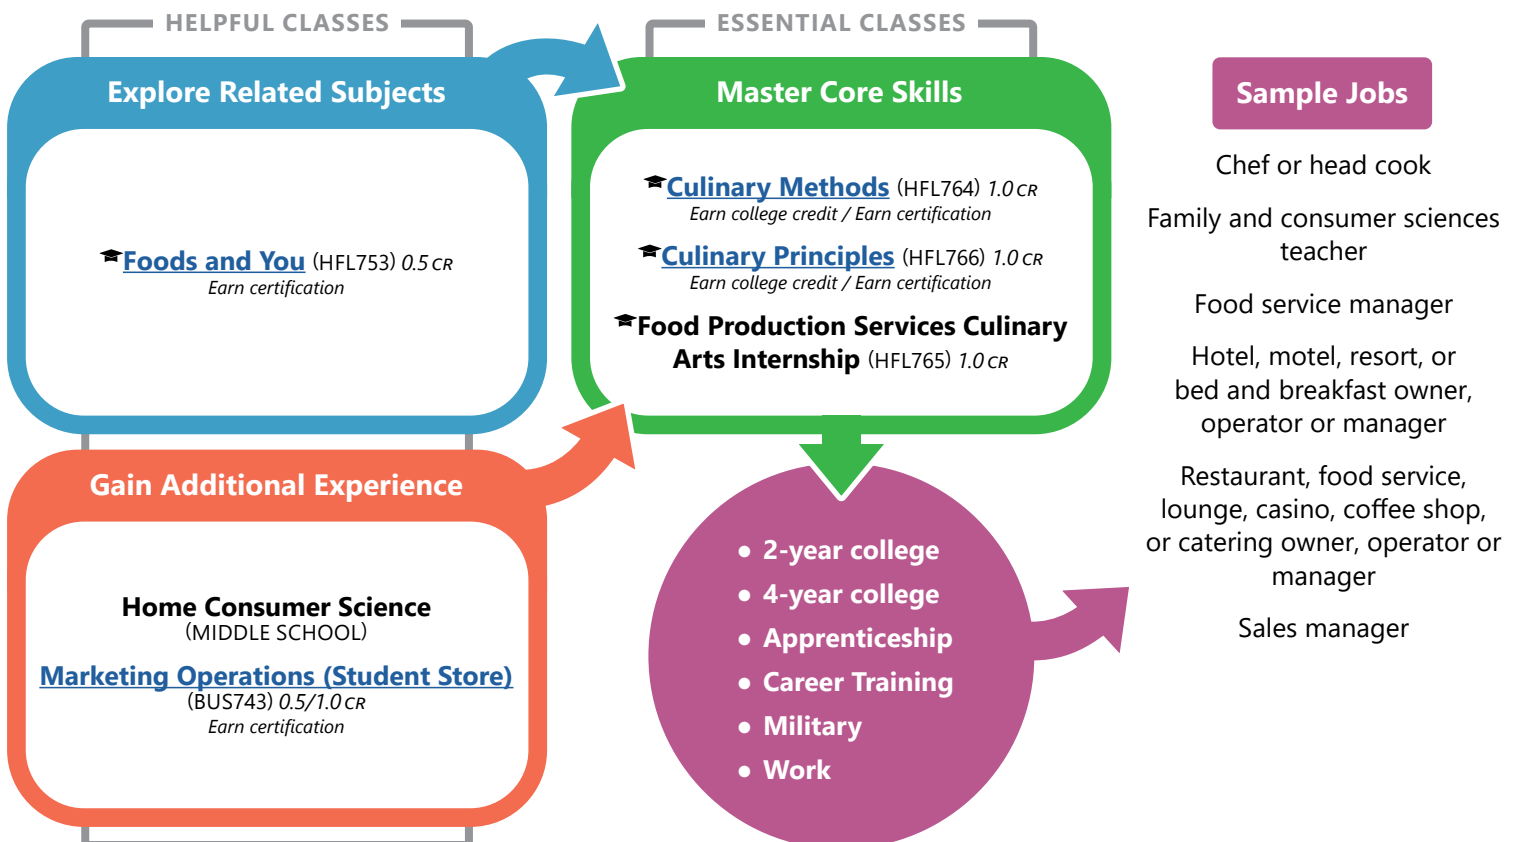 HELPFUL CLASSES
Explore Related Subjects
Foods and You (HFL753) 0.5 CR
Earn certification
Gain Additional Experience
Home Consumer Science
(MIDDLE SCHOOL)
Marketing Operations (Student Store)
(BUS743) 0.5/1.0 CR
Earn certification
ESSENTIAL CLASSES
Master Core Skills
Culinary Methods (HFL764) 1.0 CR
Earn college credit / Earn certification
Culinary Principles (HFL766) 1.0 CR
Earn college credit / Earn certification
Food Production Services Culinary
Arts Internship (HFL765) 1.0 CR
• 2-year college
• 4-year college
• Apprenticeship
• Career Training
• Military
• Work
Sample Jobs
Chef or head cook
Family and consumer sciences
teacher
Food service manager
Hotel, motel, resort, or
bed and breakfast owner,
operator or manager
Restaurant, food service,
lounge, casino, coffee shop,
or catering owner, operator or
manager
Sales manager